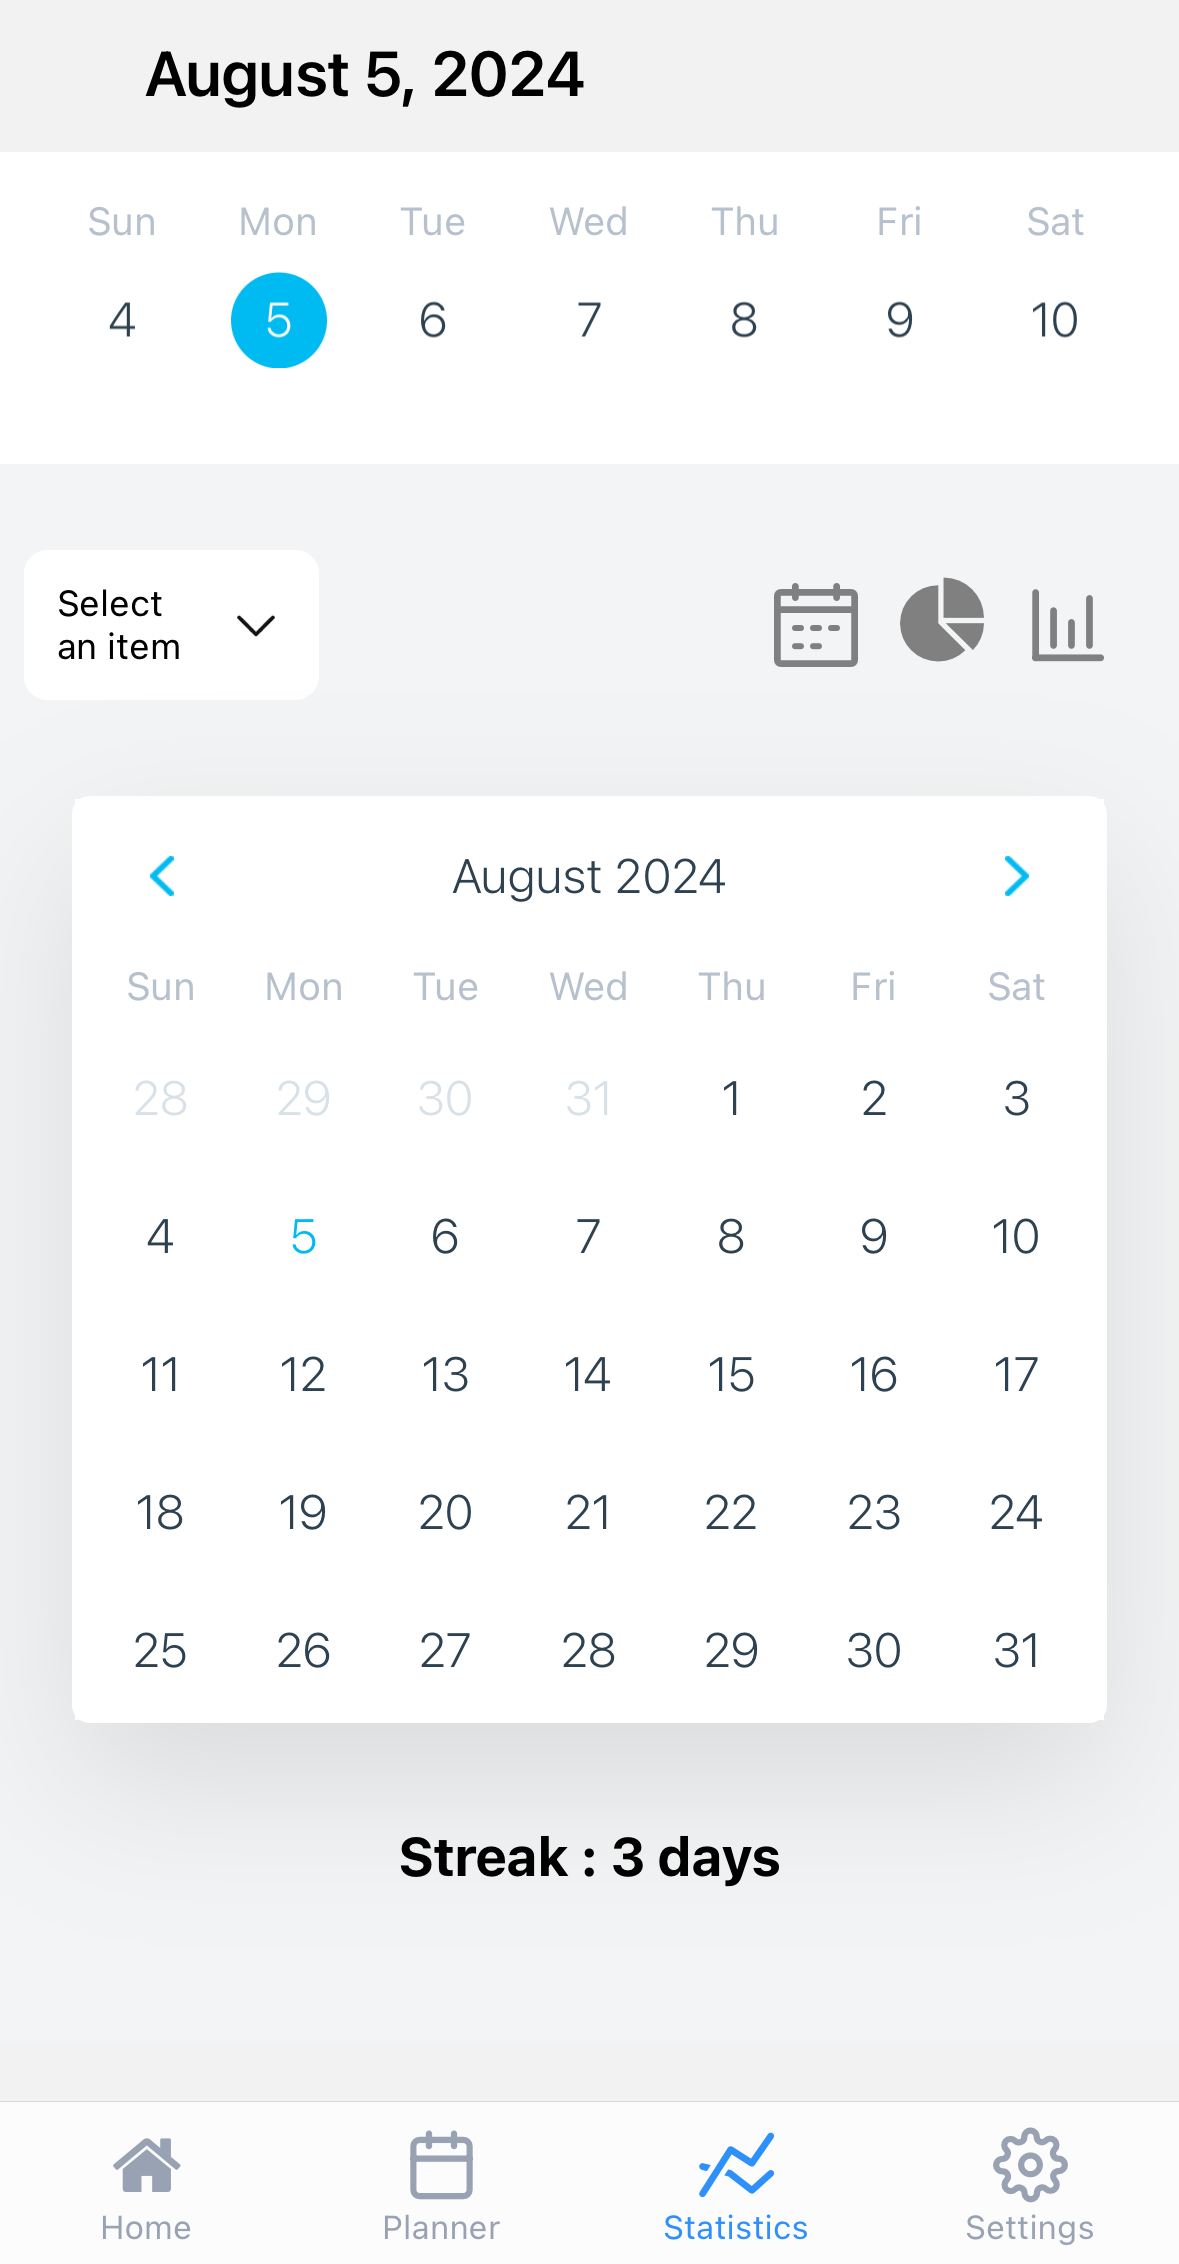 August 5, 2024
Sun Mon Tue Wed Thu Fri Sat
4 5 6 7 8 9 10
Select
an item
August 2024
Sun Mon Tue Wed Thu Fri Sat
28 29 30 31 1 2 3
4 5 6 7 8 9 10
11 12 13 14 15 16 17
18 19 20 21 22 23 24
25 26 27 28 29 30 31
Streak : 3 days
Home Planner Statistics Settings